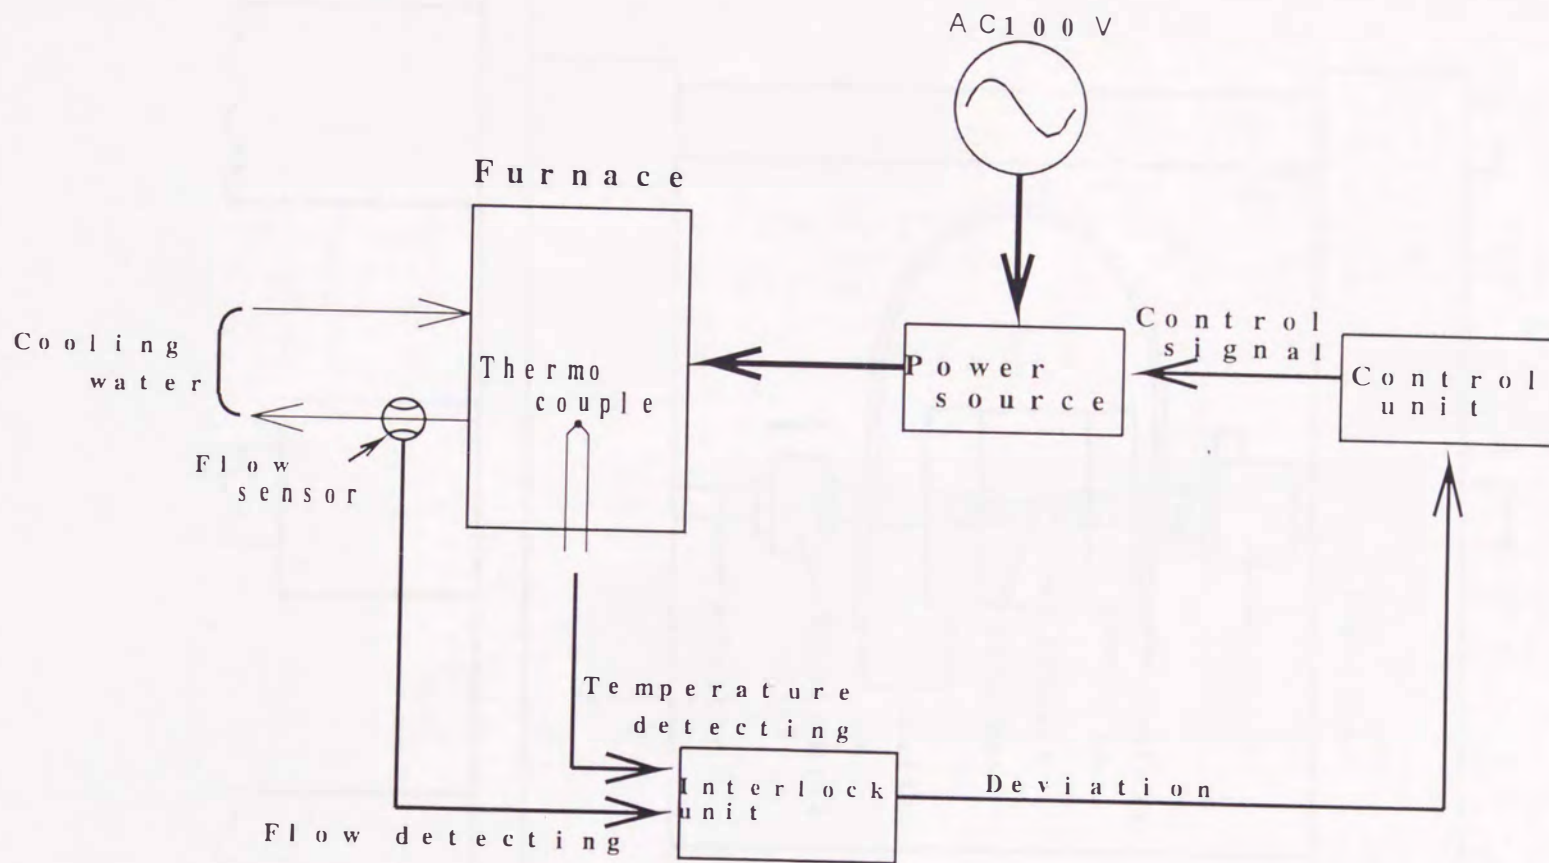 AC100V
Furnace
Cooling
water
Thermo
couple
Flow
sensor
Power
source
Control
signal
Control
unit
Temperature
detecting
Interlock
unit
Deviation
Flow detecting